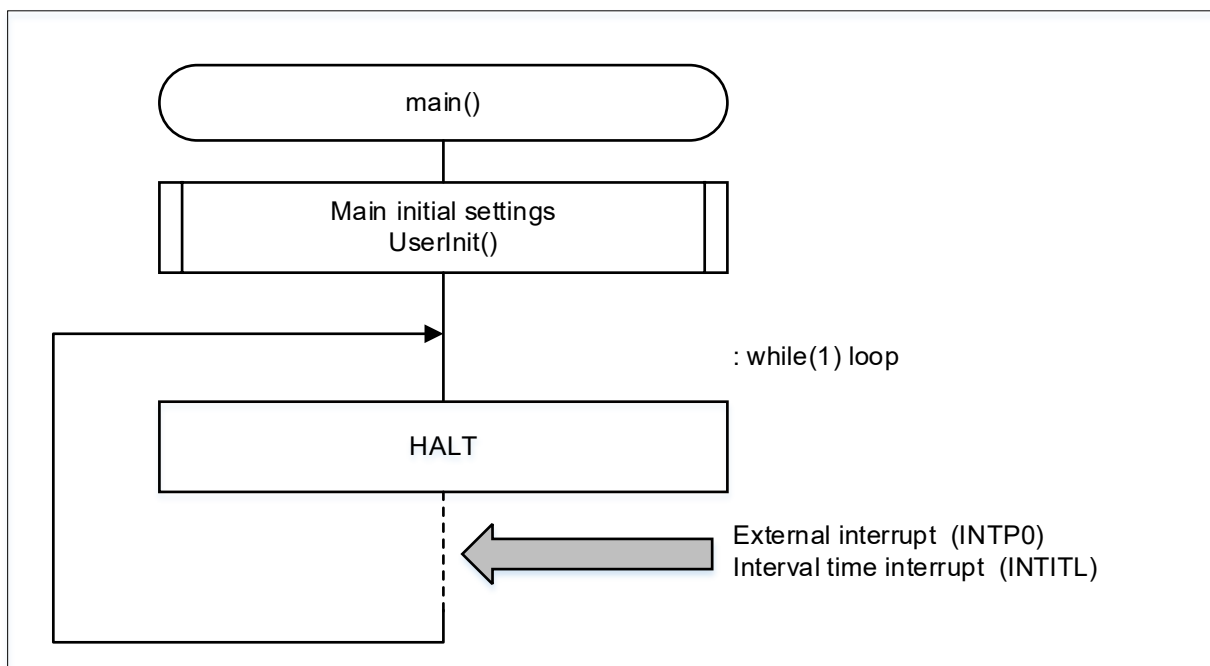 main()
Main initial settings
UserInit()
: while(1) loop
HALT
External interrupt (INTP0)
Interval time interrupt (INTITL)